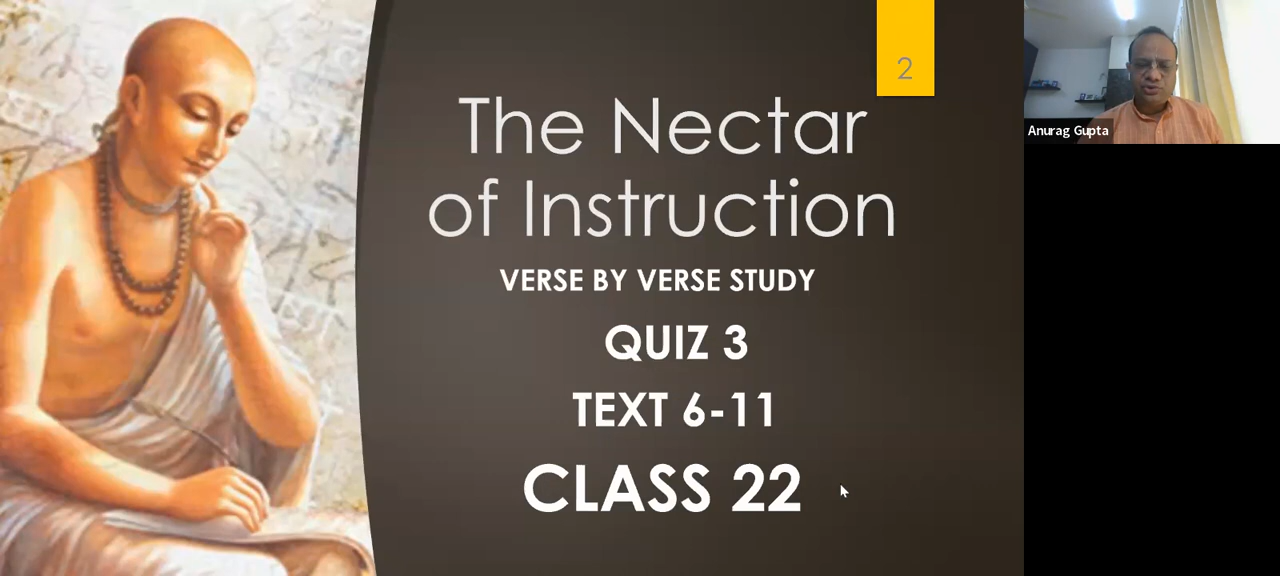 2
The Nectar
of Instruction
VERSE BY VERSE STUDY
QUIZ 3
TEXT 6-11
CLASS 22
Anurag Gupta